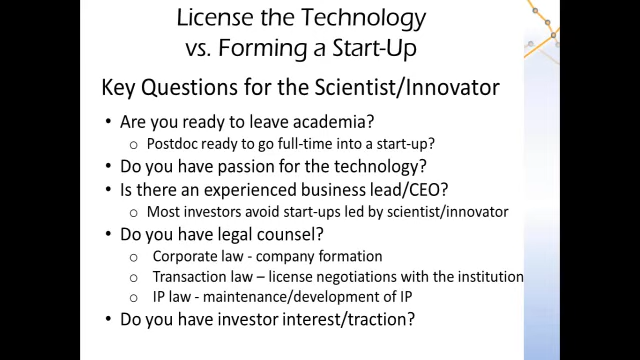 License the Technology
vs. Forming a Start-Up
Key Questions for the Scientist/Innovator
• Are you ready to leave academia?
o Postdoc ready to go full-time into a start-up?
• Do you have passion for the technology?
• Is there an experienced business lead/CEO?
o Most investors avoid start-ups led by scientist/innovator
• Do you have legal counsel?
o Corporate law - company formation
o Transaction law – license negotiations with the institution
o IP law - maintenance/development of IP
• Do you have investor interest/traction?